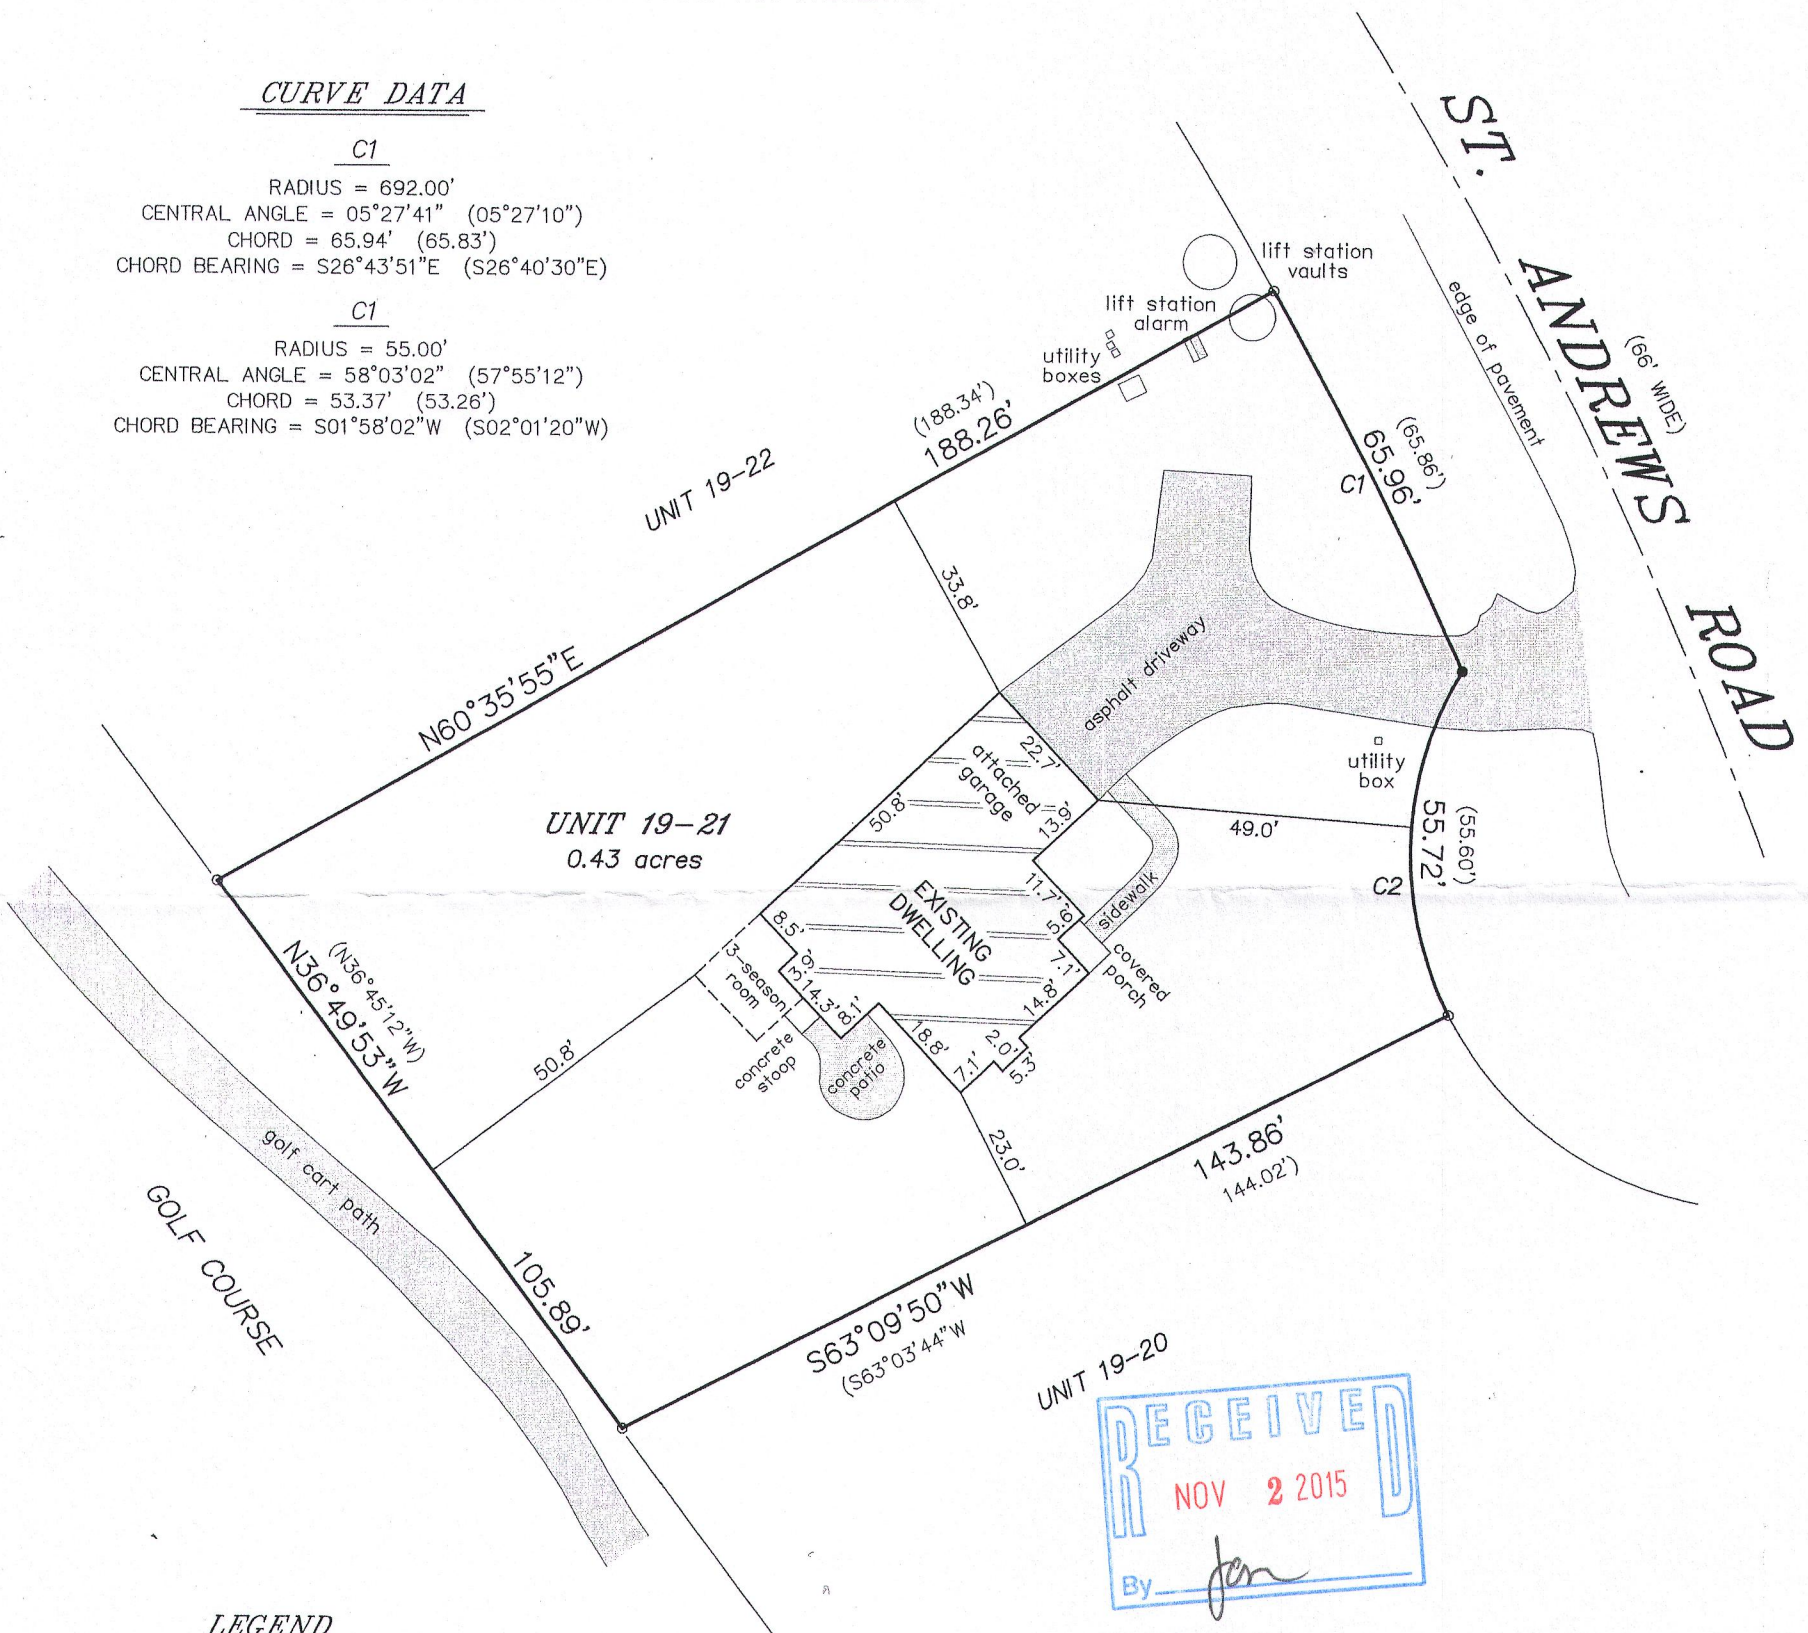 CURVE DATA
C1
RADIUS = 692.00'
CENTRAL ANGLE = 05°27'41" (05°27'10")
CHORD = 65.94' (65.83')
CHORD BEARING = S26°43'51"E (S26°40'30"E)
C1
RADIUS = 55.00'
CENTRAL ANGLE = 58°03'02" (57°55'12")
CHORD = 53.37' (53.26')
CHORD BEARING = S01°58'02"W (S02°01'20"W)
ST. ANDREWS ROAD
(66' WIDE)
edge of pavement
lift station
vaults
lift station
alarm
utility
boxes
(188.34')
188.26'
UNIT 19-22
N60°35'55"E
(65.86')
65.96'
C1
33.8'
asphalt driveway
utility
box
(55.60')
55.72'
C2
49.0'
UNIT 19-21
0.43 acres
22.7'
attached
garage
50.8'
13.9'
11.7'
5.6'
sidewalk
EXISTING
DWELLING
7.1'
covered
porch
14.8'
8.5'
3.9'
3-season
room
14.3'
8.1'
18.8'
2.0'
5.3'
7.1'
concrete
stoop
concrete
patio
50.8'
23.0'
(N36°45'12"W)
N36°49'53"W
105.89'
golf cart path
GOLF COURSE
143.86'
144.02')
S63°09'50"W
(S63°03'44"W
UNIT 19-20
RECEIVED
NOV 2 2015
By Jan
LEGEND